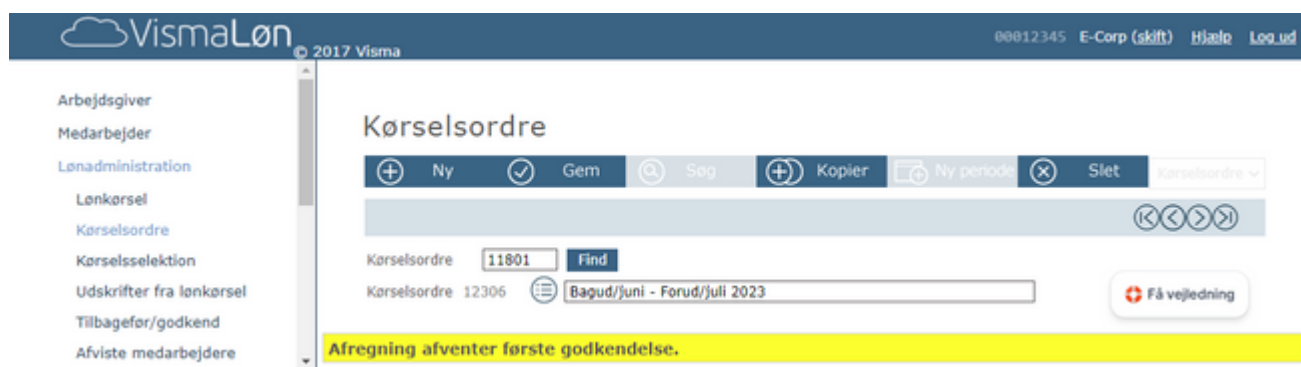 VismaLøn
© 2017 Visma
00012345 E-Corp (skift) Hjælp Log ud
Arbejdsgiver
Medarbejder
Lønadministration
Lønkørsel
Kørselsordre
Kørselsselektion
Udskrifter fra lønkørsel
Tilbagefør/godkend
Afviste medarbejdere
Kørselsordre
Ny Gem Søg Kopier Ny periode Slet Kørselsordre
Kørselsordre 11801 Find
Kørselsordre 12306 Bagud/juni - Forud/juli 2023
Få vejledning
Afregning afventer første godkendelse.